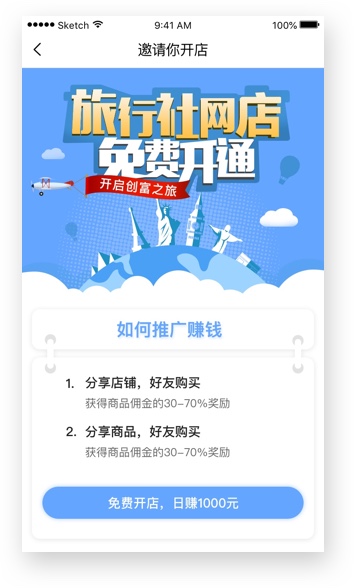 Sketch 9:41 AM 100%
邀请你开店
旅行社网店
免费开通
开启创富之旅
如何推广赚钱
1. 分享店铺，好友购买
获得商品佣金的30-70%奖励
2. 分享商品，好友购买
获得商品佣金的30-70%奖励
免费开店，日赚1000元